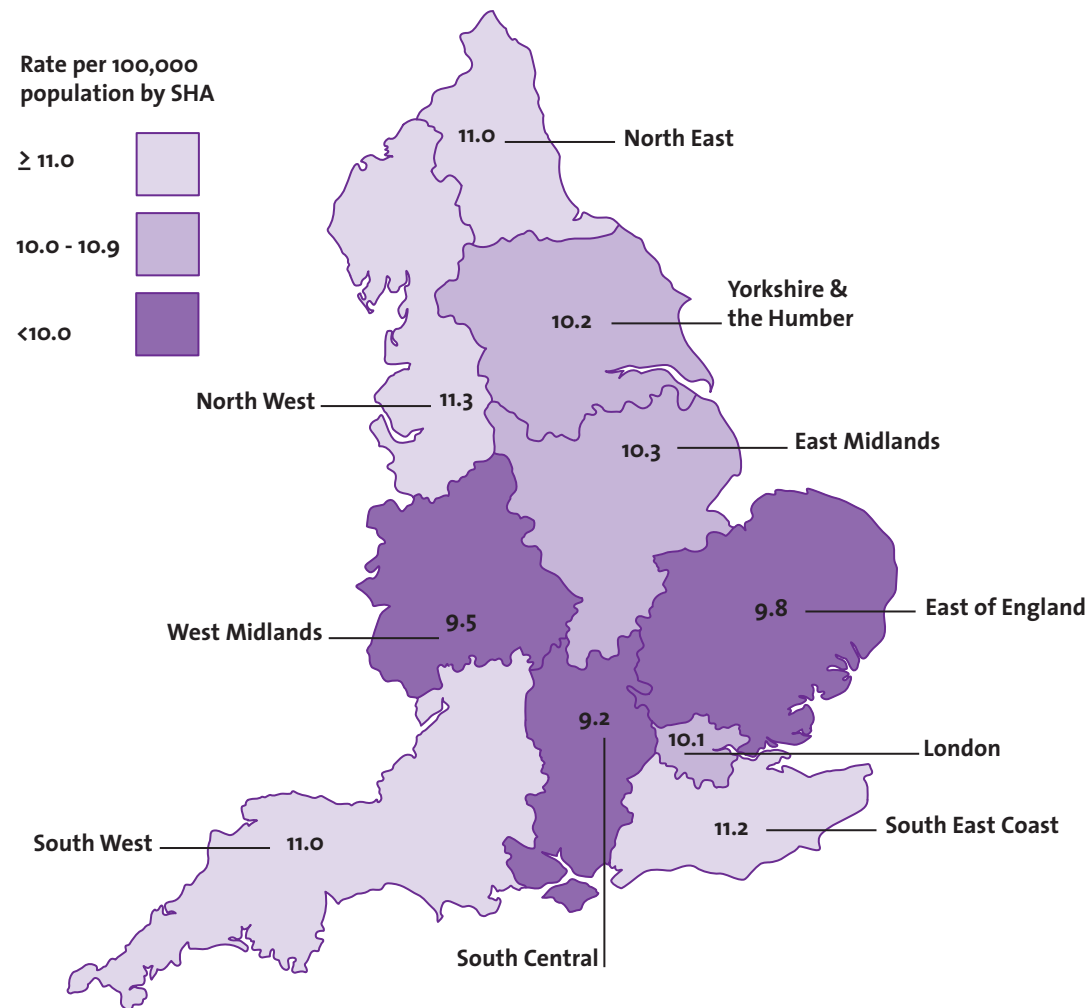 Rate per 100,000
population by SHA
≥ 11.0
10.0 - 10.9
<10.0
11.0
North East
10.2
Yorkshire &
the Humber
North West
11.3
10.3
East Midlands
West Midlands
9.5
9.8
East of England
9.2
10.1
London
South West
11.0
11.2
South East Coast
South Central